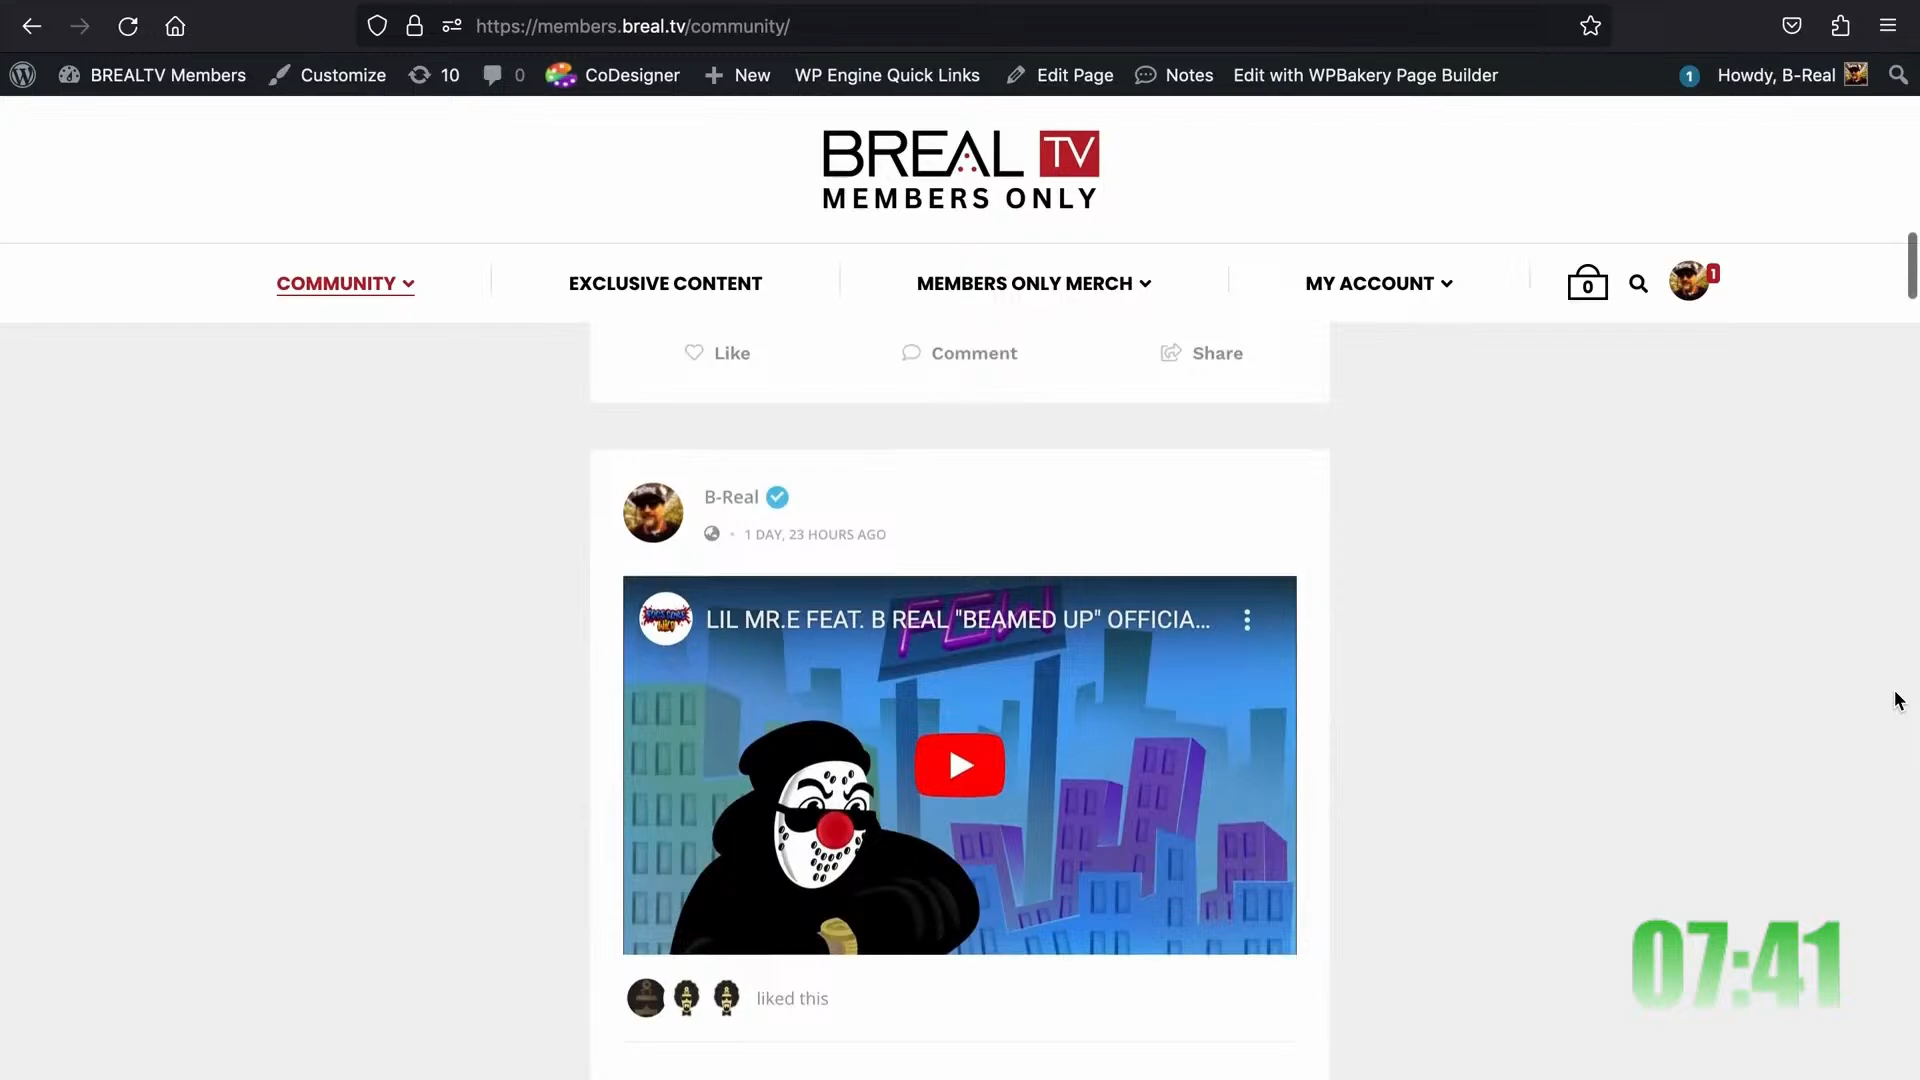 https://members.breal.tv/community/
BREALTV Members
Customize
10
0
CoDesigner
New
WP Engine Quick Links
Edit Page
Notes
Edit with WPBakery Page Builder
1
Howdy, B-Real
BREAL TV
MEMBERS ONLY
COMMUNITY
EXCLUSIVE CONTENT
MEMBERS ONLY MERCH
MY ACCOUNT
0
1
Like
Comment
Share
B-Real
1 DAY, 23 HOURS AGO
LIL MR.E FEAT. B REAL "BEAMED UP" OFFICIA...
liked this
07:41